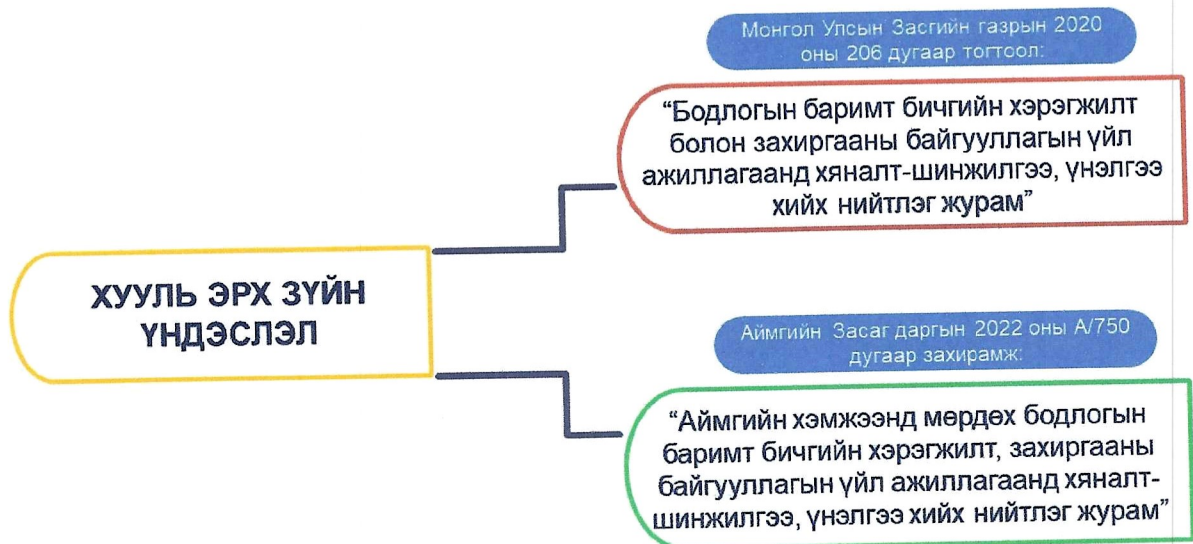 Монгол Улсын Засгийн газрын 2020
оны 206 дугаар тогтоол:
“Бодлогын баримт бичгийн хэрэгжилт
болон захиргааны байгууллагын үйл
ажиллагаанд хяналт-шинжилгээ, үнэлгээ
хийх нийтлэг журам”
ХУУЛЬ ЭРХ ЗҮЙН
ҮНДЭСЛЭЛ
Аймгийн Засаг даргын 2022 оны А/750
дугаар захирамж:
“Аймгийн хэмжээнд мөрдөх бодлогын
баримт бичгийн хэрэгжилт, захиргааны
байгууллагын үйл ажиллагаанд хяналт-
шинжилгээ, үнэлгээ хийх нийтлэг журам”